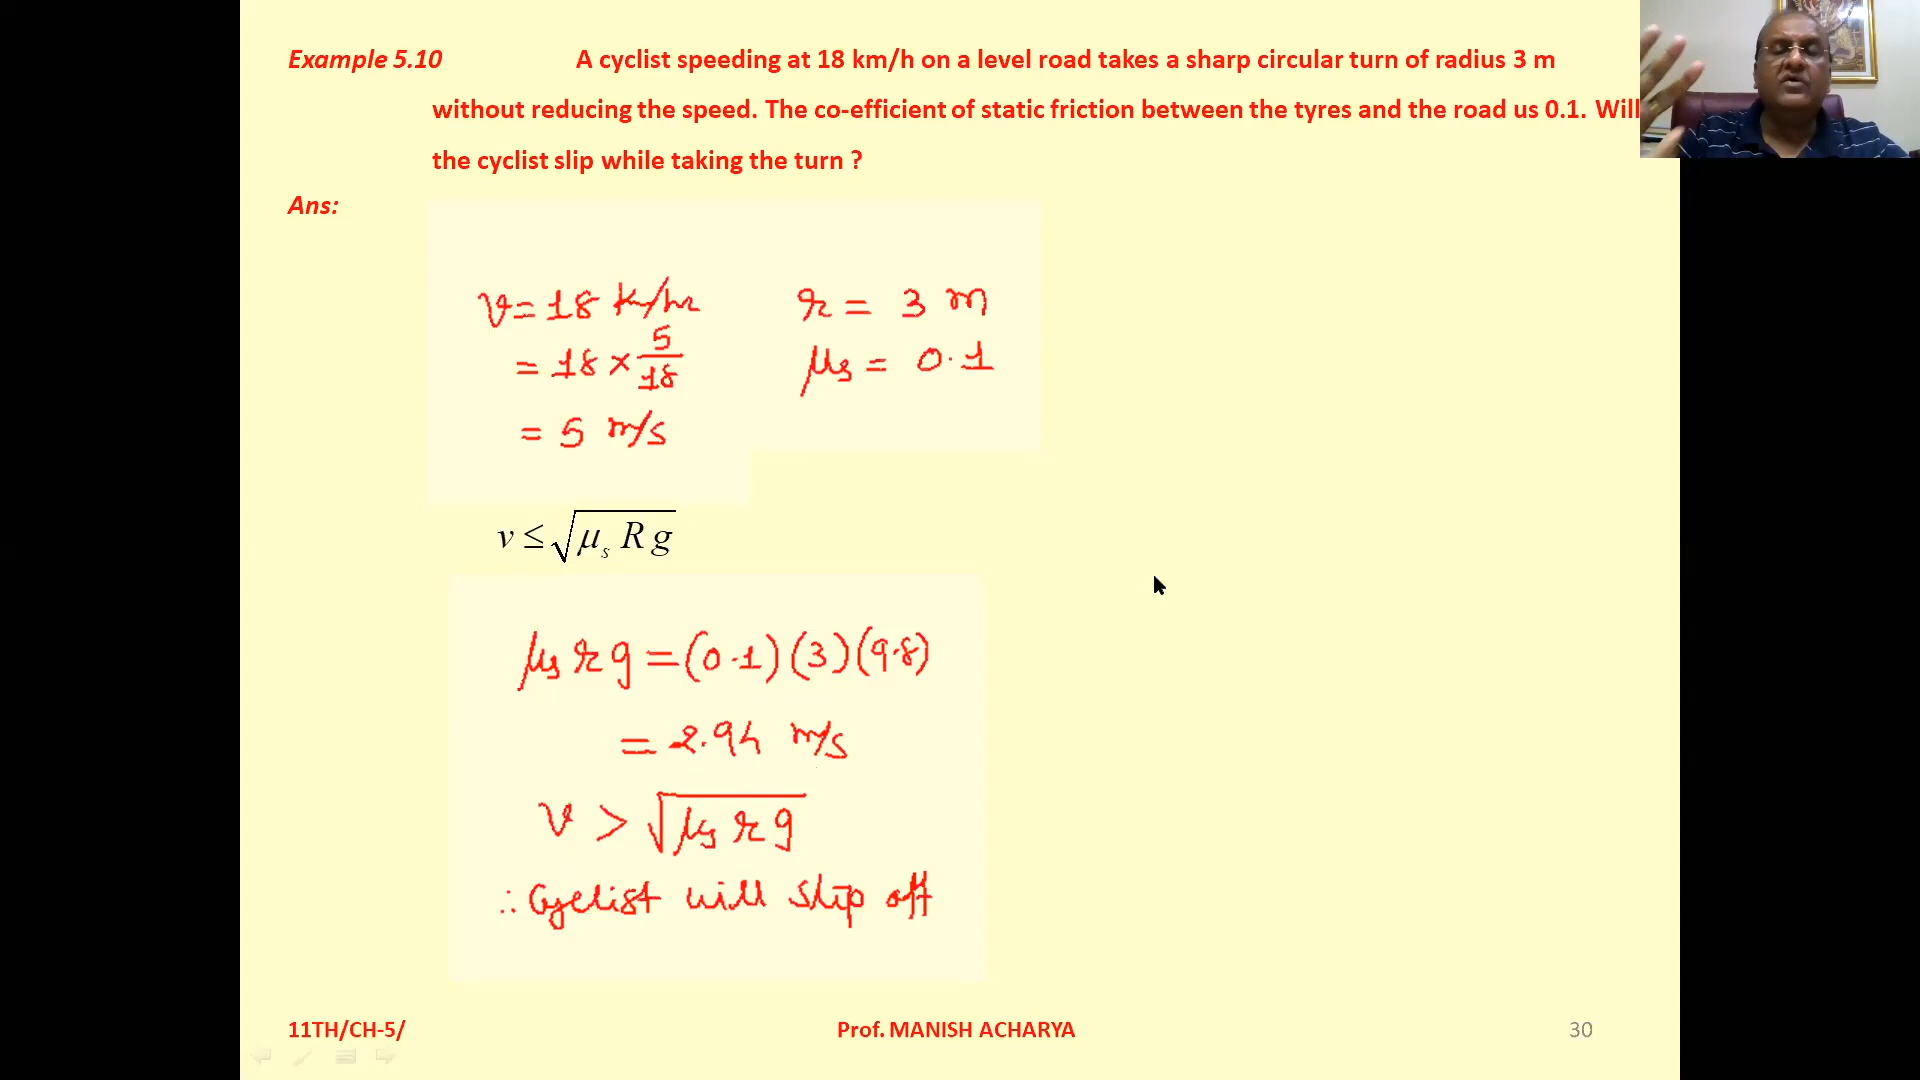 Example 5.10 A cyclist speeding at 18 km/h on a level road takes a sharp circular turn of radius 3 m
without reducing the speed. The co-efficient of static friction between the tyres and the road us 0.1. Will
the cyclist slip while taking the turn ?
Ans:
v = 18 km/hr
= 18 × 5/18
= 5 m/s
r = 3 m
μs = 0.1
v ≤ √(μs R g)
μs r g = (0.1)(3)(9.8)
= 2.94 m/s
v > √(μs r g)
∴ Cyclist will slip off
11TH/CH-5/ Prof. MANISH ACHARYA 30